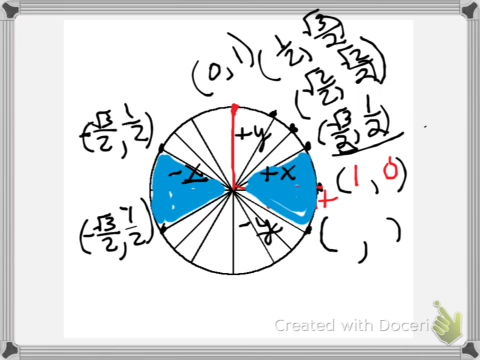 (0, 1)
(1/2, √3/2)
(√2/2, √2/2)
(√3/2, 1/2)
(-√3/2, 1/2)
+y
-x
+x
+
(1, 0)
(-√3/2, 1/2)
-y
( , )
Created with Doceri